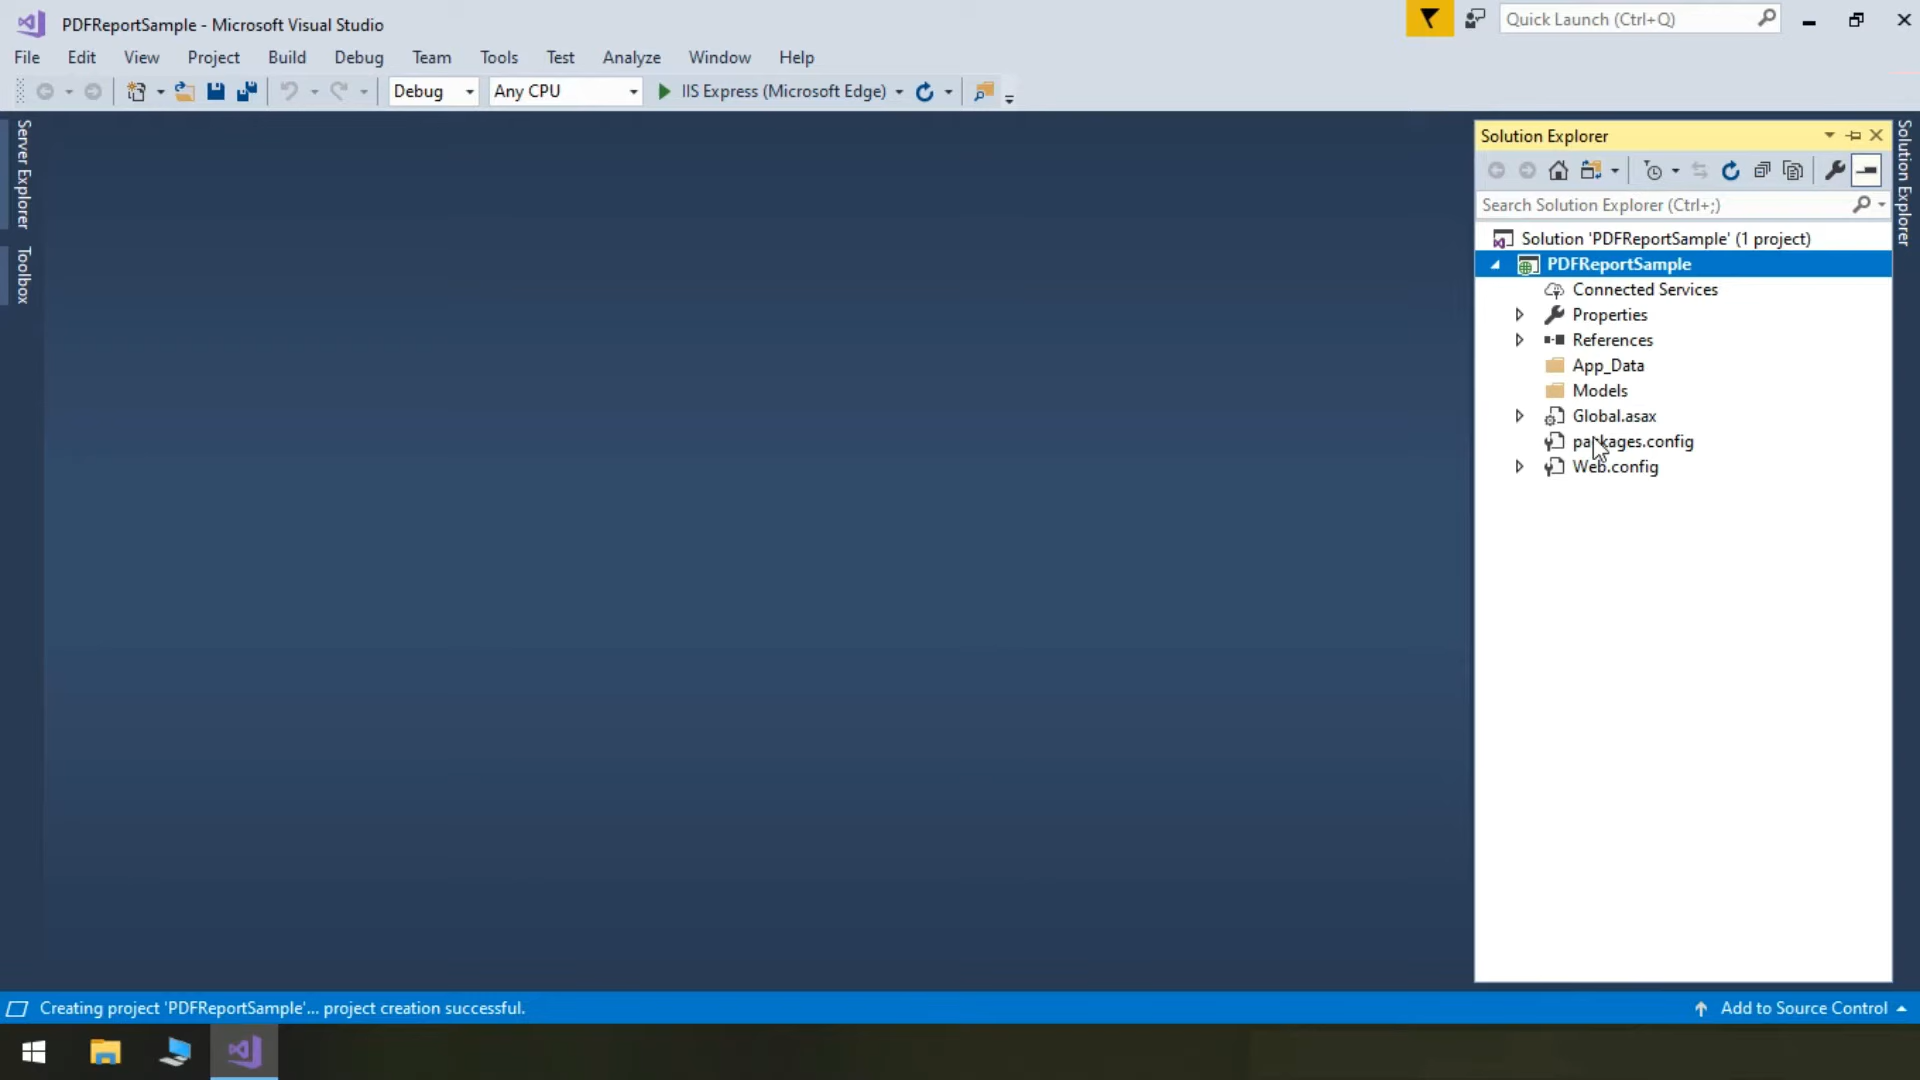 PDFReportSample - Microsoft Visual Studio
Quick Launch (Ctrl+Q)
File Edit View Project Build Debug Team Tools Test Analyze Window Help
Debug Any CPU IIS Express (Microsoft Edge)
Server Explorer
Toolbox
Solution Explorer
Search Solution Explorer (Ctrl+;)
Solution 'PDFReportSample' (1 project)
PDFReportSample
Connected Services
Properties
References
App_Data
Models
Global.asax
packages.config
Web.config
Solution Explorer
Creating project 'PDFReportSample'... project creation successful.
Add to Source Control